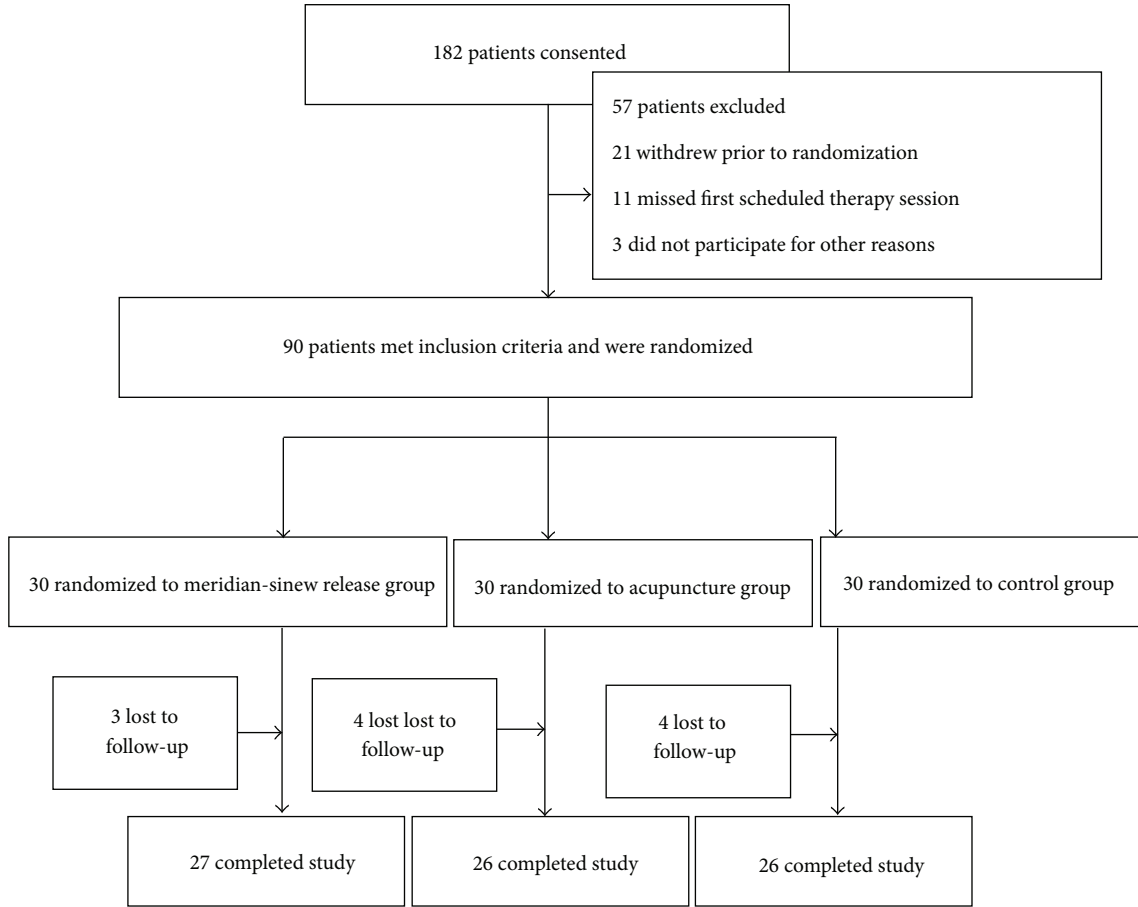 182 patients consented
57 patients excluded
21 withdrew prior to randomization
11 missed first scheduled therapy session
3 did not participate for other reasons
90 patients met inclusion criteria and were randomized
30 randomized to meridian-sinew release group
30 randomized to acupuncture group
30 randomized to control group
3 lost to
follow-up
4 lost lost to
follow-up
4 lost to
follow-up
27 completed study
26 completed study
26 completed study